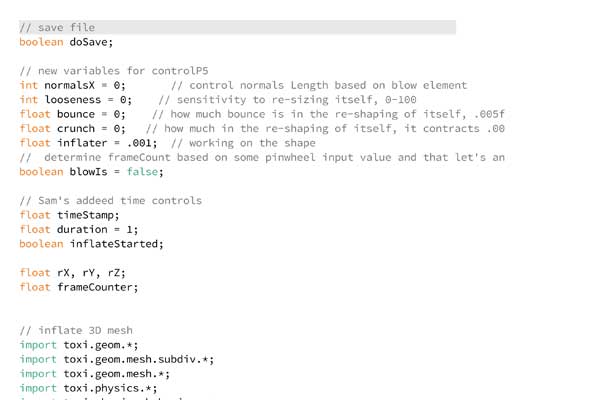 // save file
boolean doSave;
// new variables for controlP5
int normalsX = 0;       // control normals Length based on blow element
int looseness = 0;    // sensitivity to re-sizing itself, 0-100
float bounce = 0;    // how much bounce is in the re-shaping of itself, .005f
float crunch = 0;   // how much in the re-shaping of itself, it contracts .00
float inflater = .001;  // working on the shape
//  determine frameCount based on some pinwheel input value and that let's an
boolean blowIs = false;
// Sam's addeed time controls
float timeStamp;
float duration = 1;
boolean inflateStarted;
float rX, rY, rZ;
float frameCounter;
// inflate 3D mesh
import toxi.geom.*;
import toxi.geom.mesh.subdiv.*;
import toxi.geom.mesh.*;
import toxi.physics.*;